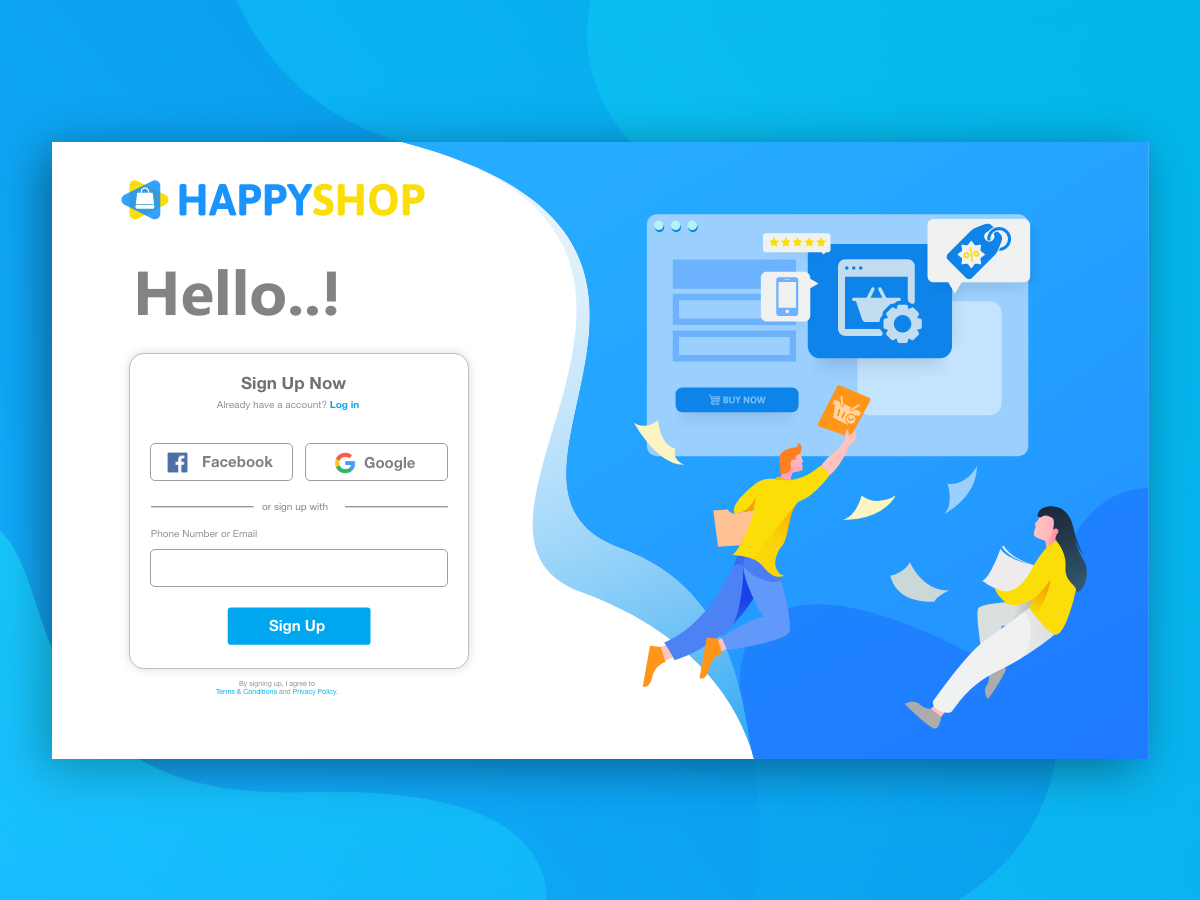 HAPPYSHOP
Hello..!
Sign Up Now
Already have a account? Log in
Facebook
Google
or sign up with
Phone Number or Email
Sign Up
By signing up, I agree to
Terms & Conditions and Privacy Policy.
%
BUY NOW